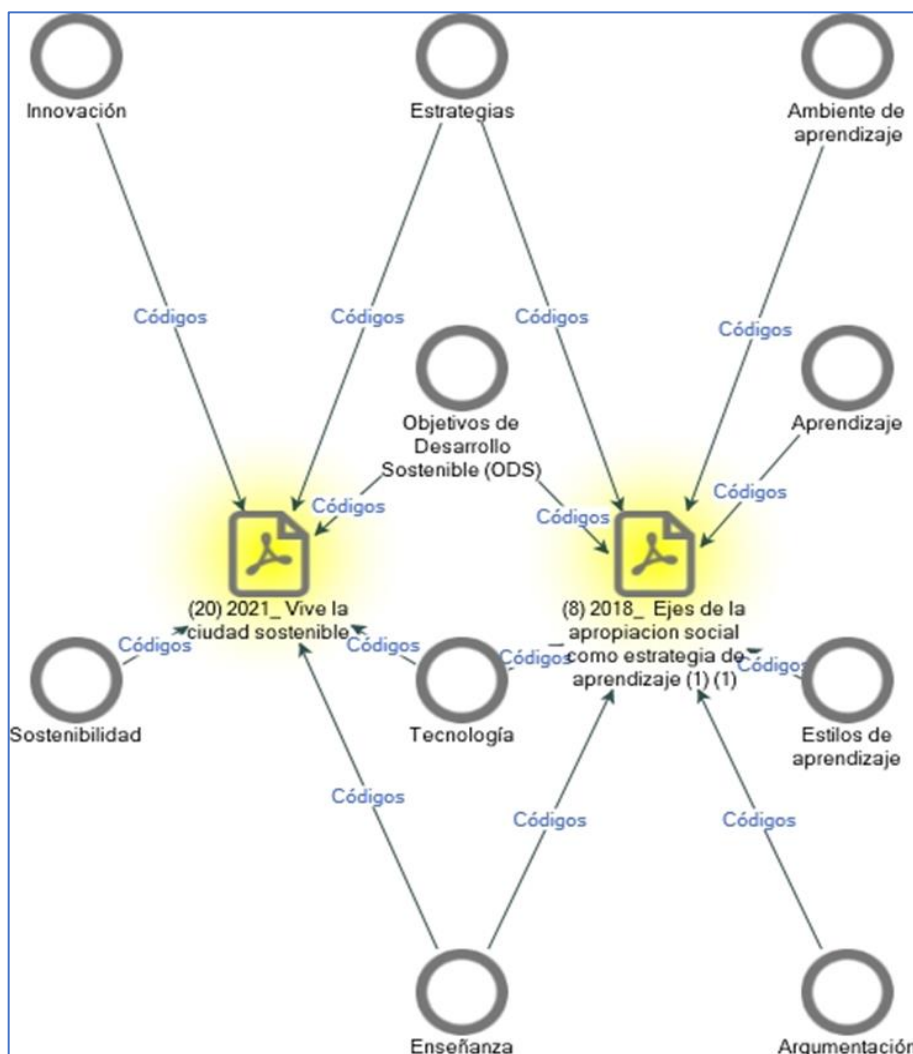 Innovación
Estrategias
Ambiente de
aprendizaje
Códigos
Códigos
Códigos
Códigos
Objetivos de
Desarrollo
Sostenible (ODS)
Aprendizaje
Códigos
Códigos
Códigos
(20) 2021_ Vive la
ciudad sostenible
(8) 2018_ Ejes de la
apropiacion social
como estrategia de
aprendizaje (1) (1)
Códigos
Códigos
Códigos
Códigos
Sostenibilidad
Tecnología
Estilos de
aprendizaje
Códigos
Códigos
Códigos
Enseñanza
Argumentación